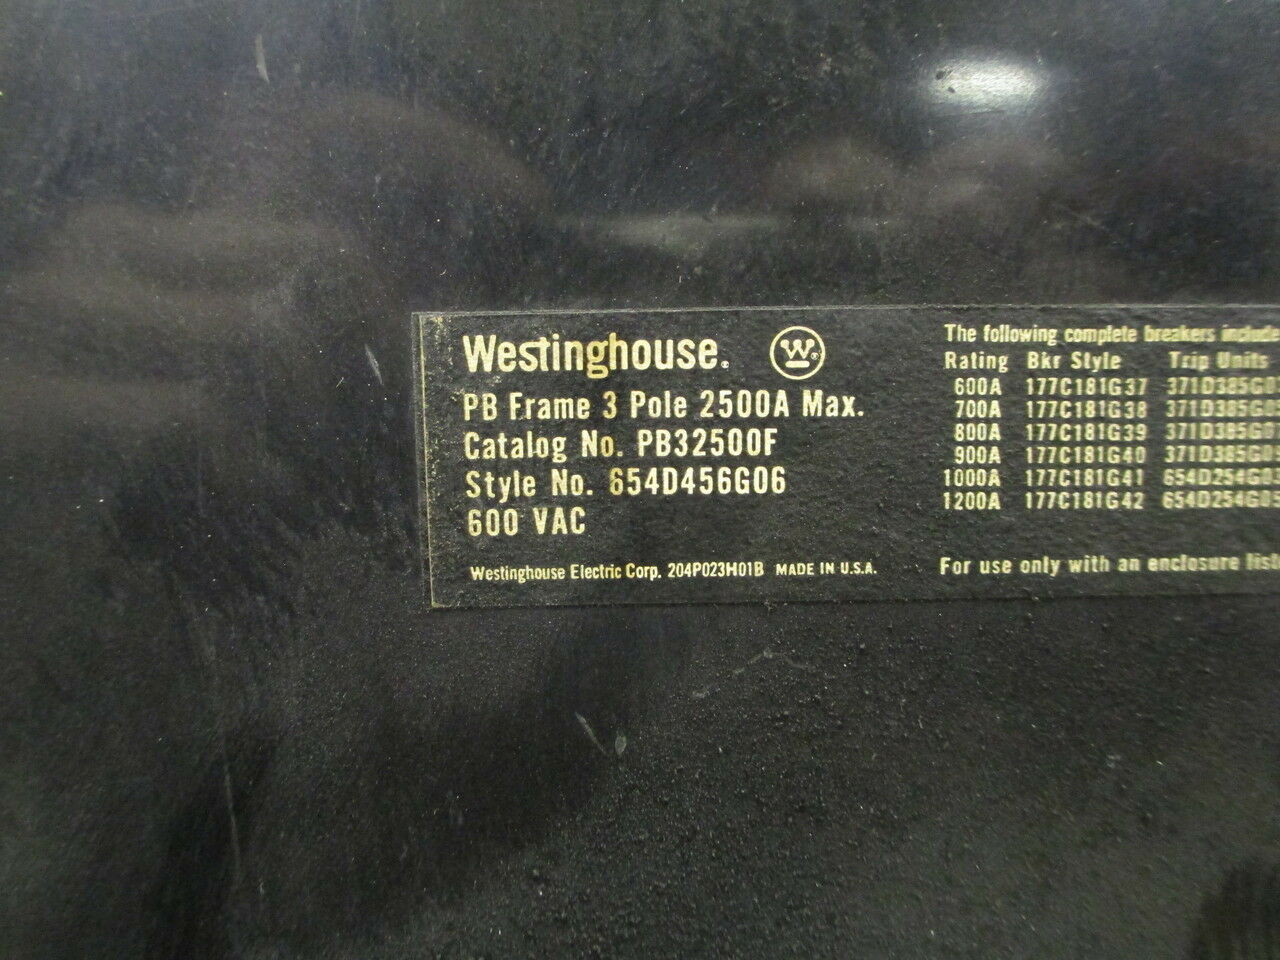 Westinghouse.
PB Frame 3 Pole 2500A Max.
Catalog No. PB32500F
Style No. 654D456G06
600 VAC
Westinghouse Electric Corp. 204P023H01B MADE IN U.S.A.
The following complete breakers include
Rating Bkr Style Trip Units
600A 177C181G37
700A 177C181G38
800A 177C181G39
900A 177C181G40
1000A 177C181G41
1200A 177C181G42
For use only with an enclosure